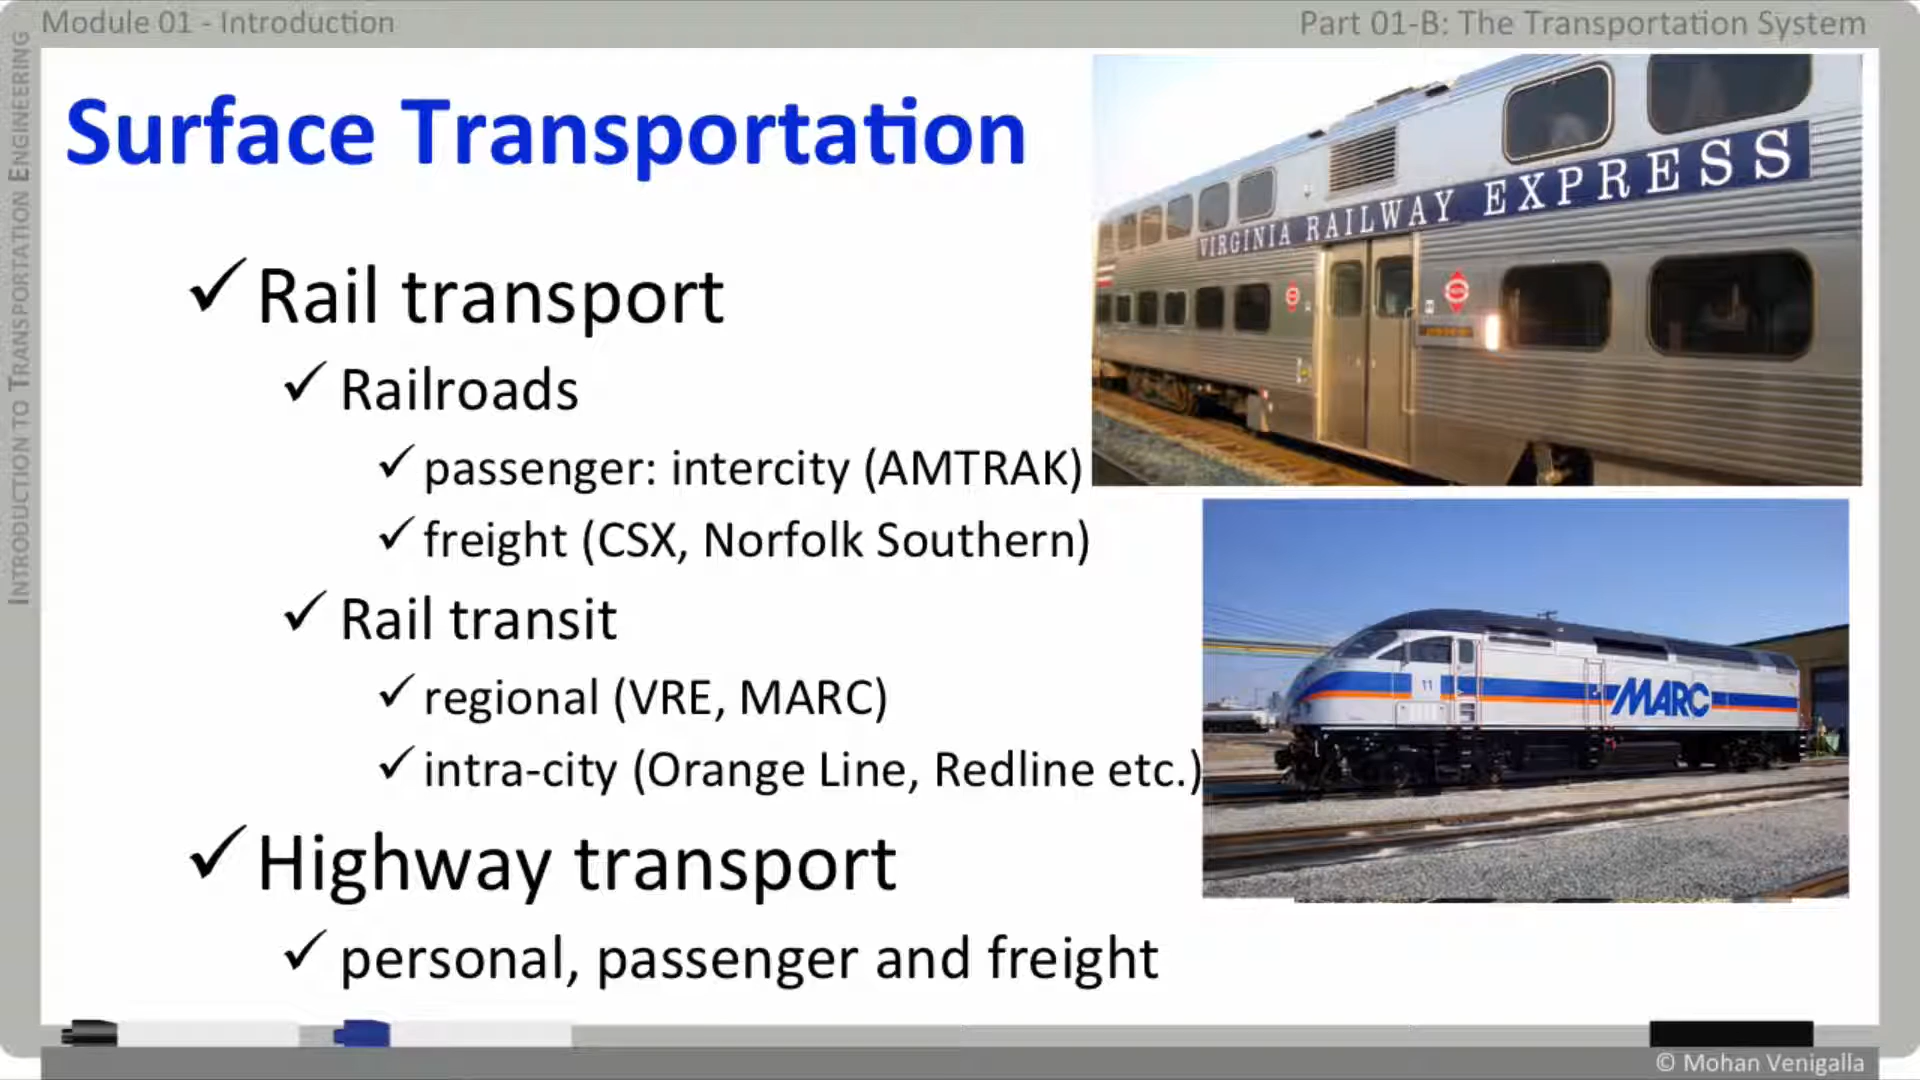 Module 01 - Introduction
Part 01-B: The Transportation System
INTRODUCTION TO TRANSPORTATION ENGINEERING
Surface Transportation
✓ Rail transport
✓ Railroads
✓ passenger: intercity (AMTRAK)
✓ freight (CSX, Norfolk Southern)
✓ Rail transit
✓ regional (VRE, MARC)
✓ intra-city (Orange Line, Redline etc.)
✓ Highway transport
✓ personal, passenger and freight
VIRGINIA RAILWAY EXPRESS
11
MARC
© Mohan Venigalla